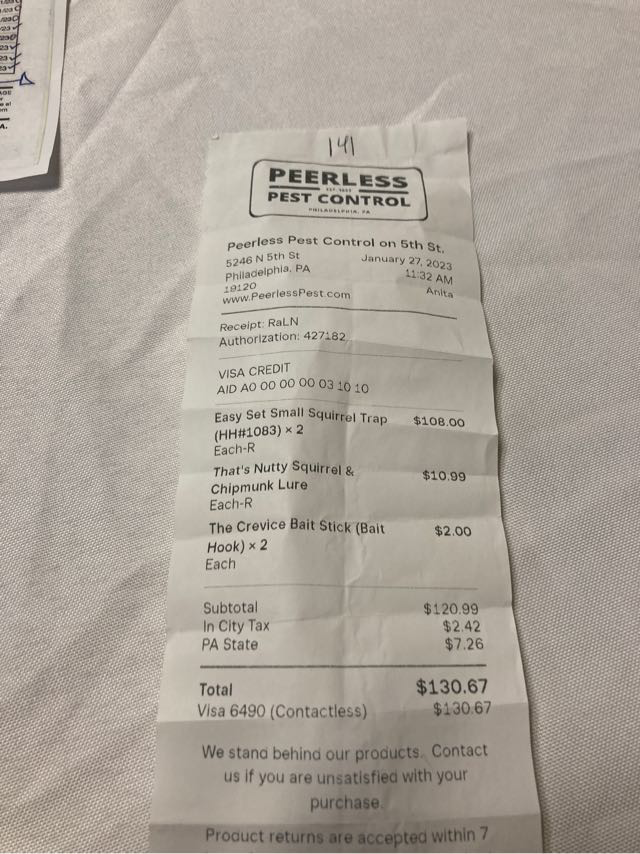 141
PEERLESS
PEST CONTROL
PHILADELPHIA, PA
Peerless Pest Control on 5th St.
5246 N 5th St January 27, 2023
Philadelphia, PA 11:32 AM
19120 Anita
www.PeerlessPest.com
Receipt: RaLN
Authorization: 427182
VISA CREDIT
AID A0 00 00 00 03 10 10
Easy Set Small Squirrel Trap $108.00
(HH#1083) × 2
Each-R
That's Nutty Squirrel & $10.99
Chipmunk Lure
Each-R
The Crevice Bait Stick (Bait $2.00
Hook) × 2
Each
Subtotal $120.99
In City Tax $2.42
PA State $7.26
Total $130.67
Visa 6490 (Contactless) $130.67
We stand behind our products. Contact
us if you are unsatisfied with your
purchase.
Product returns are accepted within 7